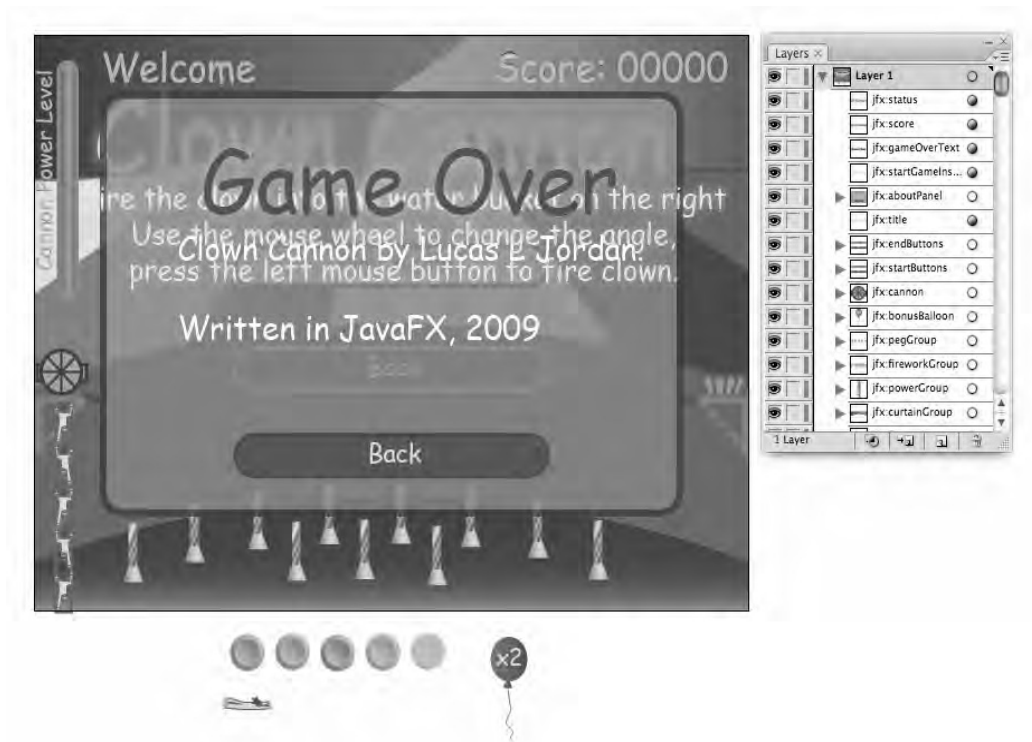 Welcome
Score: 00000
Cannon Power Level
Clown Cannon
Game Over
ire the clown into the water bucket on the right
Use the mouse wheel to change the angle,
Clown Cannon by Lucas L Jordan.
press the left mouse button to fire clown.
Written in JavaFX, 2009
Back
Back
x2
Layers ×
Layer 1
jfx:status
jfx:score
jfx:gameOverText
jfx:startGameIns...
jfx:aboutPanel
jfx:title
jfx:endButtons
jfx:startButtons
jfx:cannon
jfx:bonusBalloon
jfx:pegGroup
jfx:fireworkGroup
jfx:powerGroup
jfx:curtainGroup
1 Layer